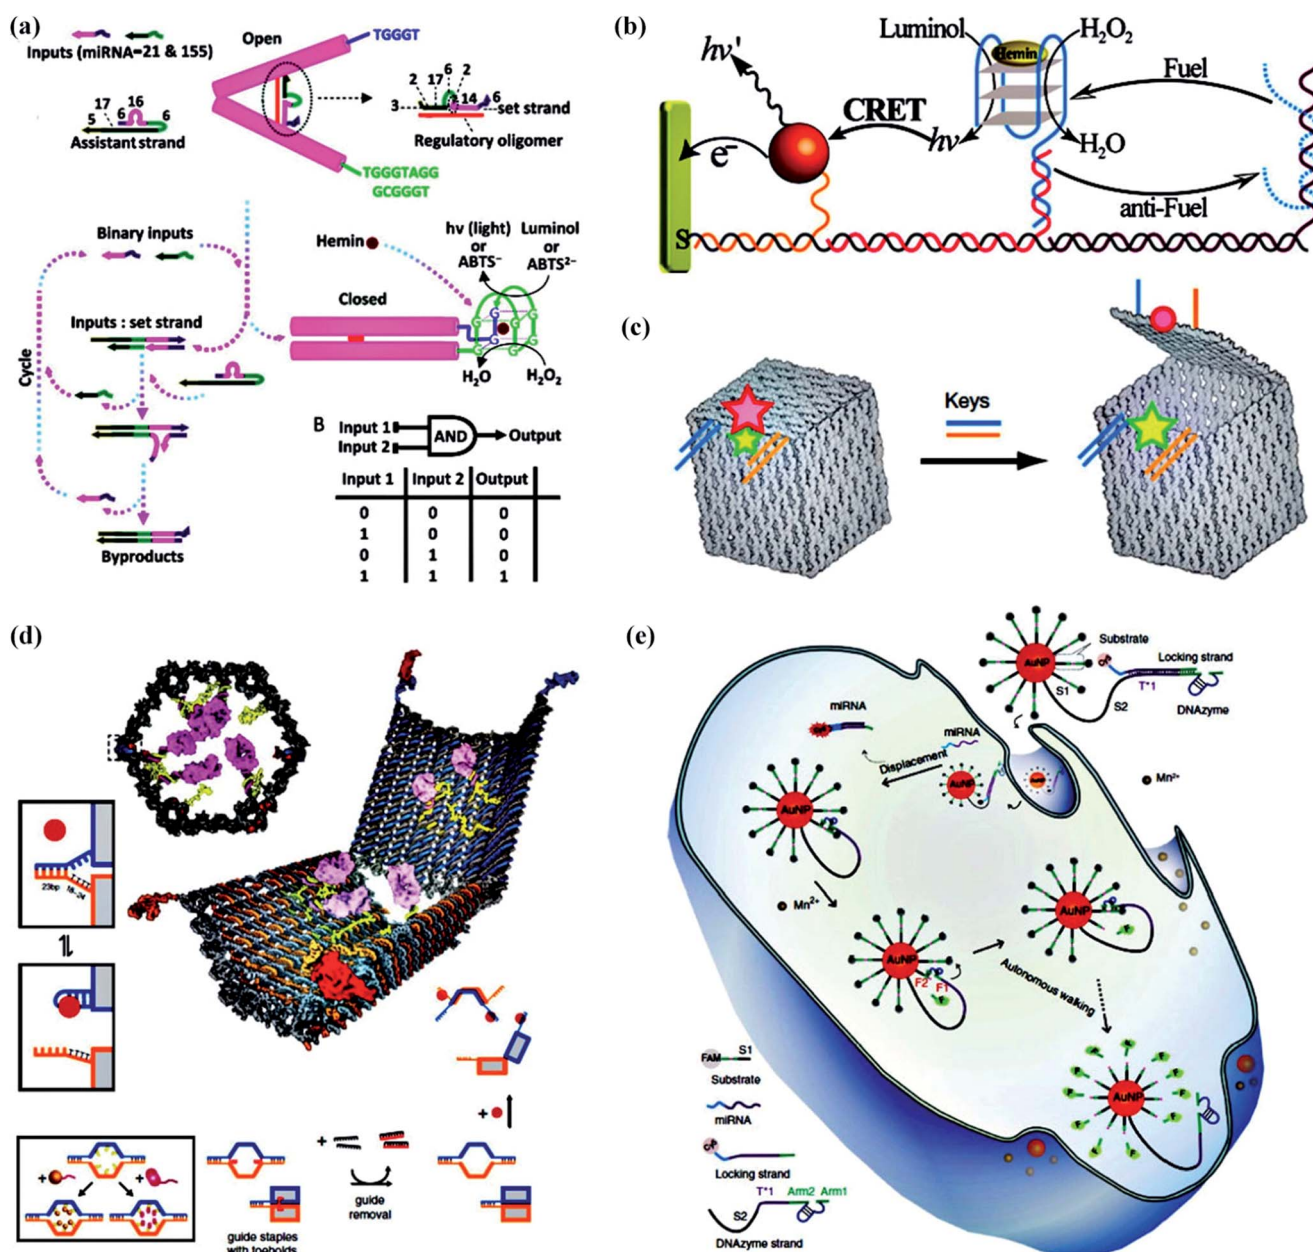 (a)
Inputs (miRNA=21 & 155)
Open
TGGGT
17
16
5
6
6
Assistant strand
6
2
17
2
3
14
6
set strand
Regulatory oligomer
TGGGTAGG
GCGGGT
Binary inputs
Hemin
hv (light)
or
ABTS⁻
Luminol
or
ABTS²⁻
Closed
G
G
G
G
G
G
H₂O
H₂O₂
Inputs : set strand
Cycle
Byproducts
B
Input 1
Input 2
AND
Output
Input 1 Input 2 Output
0 0 0
1 0 0
0 1 0
1 1 1
(b)
Luminol
H₂O₂
Hemin
hν'
Fuel
CRET
hν
H₂O
e⁻
anti-Fuel
S
(c)
Keys
(d)
23bp
18–24
+
+
+
guide
removal
+
guide staples
with toeholds
(e)
AuNP
Substrate
Locking strand
S1
T*1
S2
DNAzyme
miRNA
miRNA
Displacement
AuNP
AuNP
Mn²⁺
AuNP
Mn²⁺
AuNP
AuNP
F2
F1
Autonomous walking
AuNP
FAM
S1
Substrate
miRNA
Locking strand
T*1
Arm2
Arm1
S2
DNAzyme strand